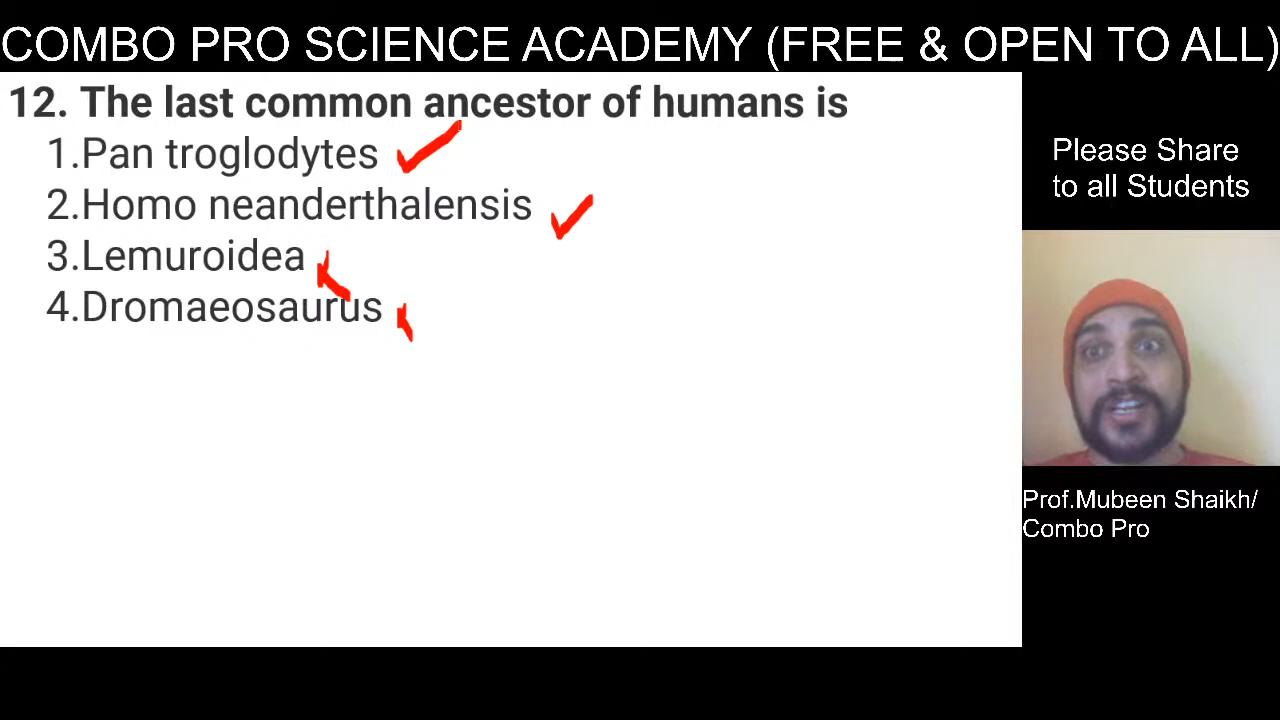 COMBO PRO SCIENCE ACADEMY (FREE & OPEN TO ALL)
12. The last common ancestor of humans is
1.Pan troglodytes
2.Homo neanderthalensis
3.Lemuroidea
4.Dromaeosaurus
Please Share
to all Students
Prof.Mubeen Shaikh/
Combo Pro